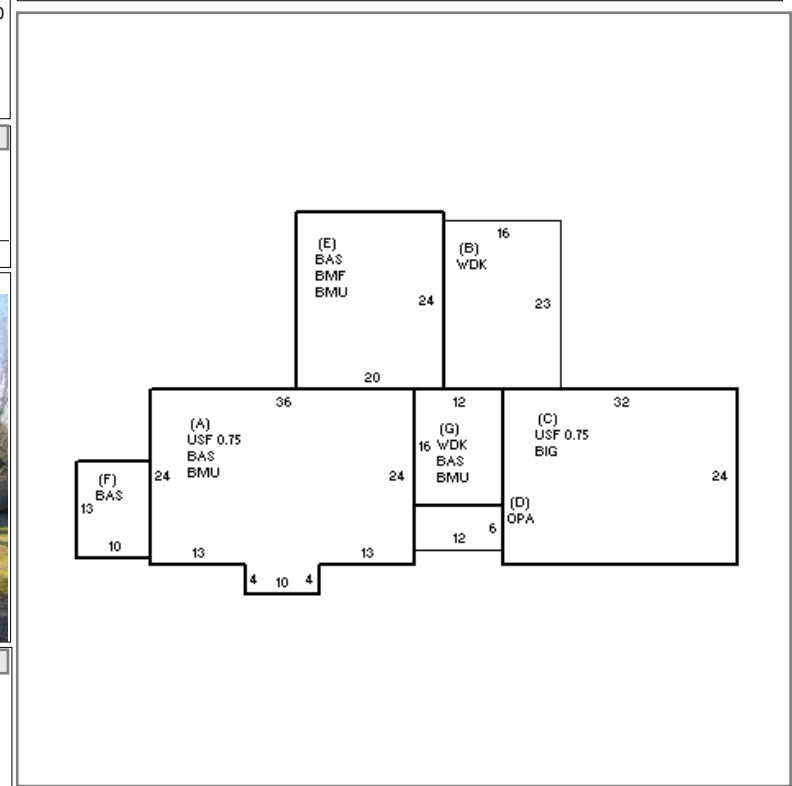 16
(E)
BAS
BMF
BMU
(B)
WDK
24
23
20
36
12
32
(A)
USF 0.75
BAS
BMU
(G)
16 WDK
BAS
BMU
(C)
USF 0.75
BIG
24
24
24
(F)
BAS
13
(D)
OPA
6
12
10
13
13
4 10 4